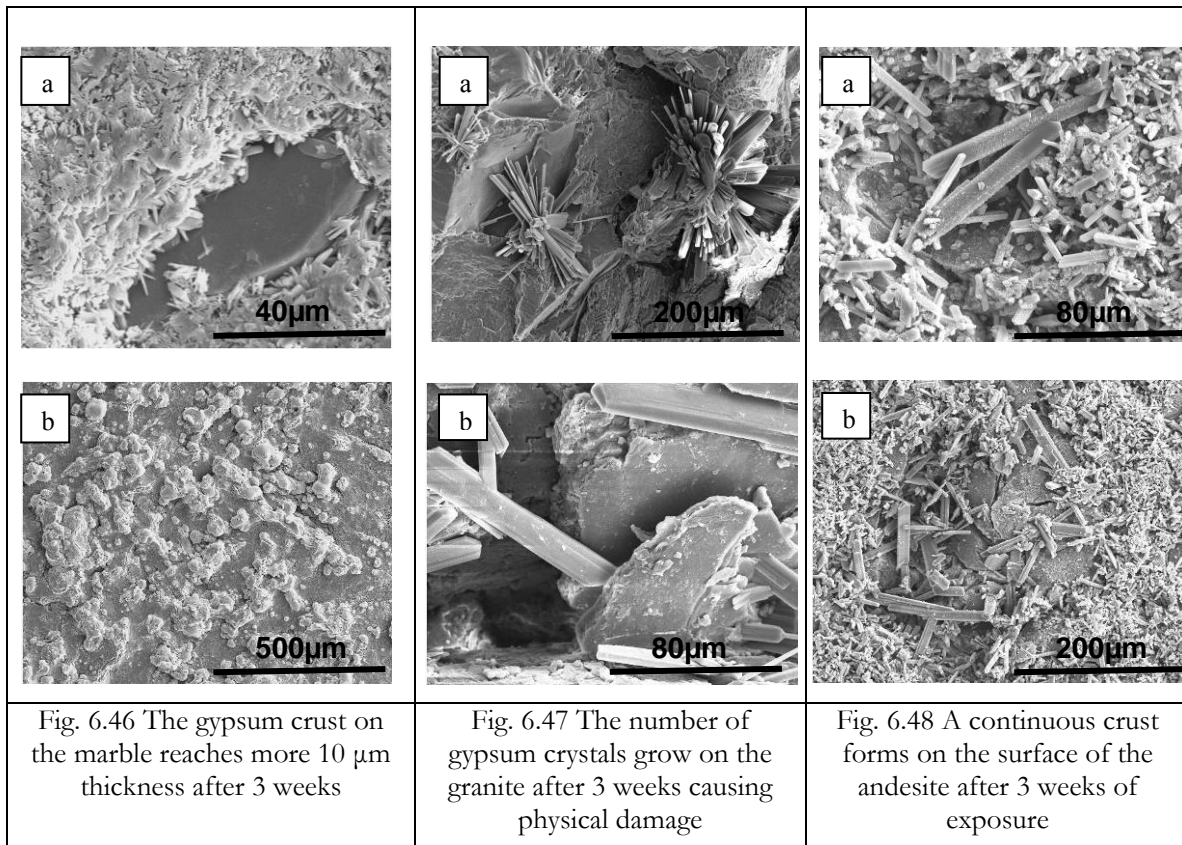 a
40µm
b
500µm
Fig. 6.46 The gypsum crust on
the marble reaches more 10 µm
thickness after 3 weeks
a
200µm
b
80µm
Fig. 6.47 The number of
gypsum crystals grow on the
granite after 3 weeks causing
physical damage
a
80µm
b
200µm
Fig. 6.48 A continuous crust
forms on the surface of the
andesite after 3 weeks of
exposure